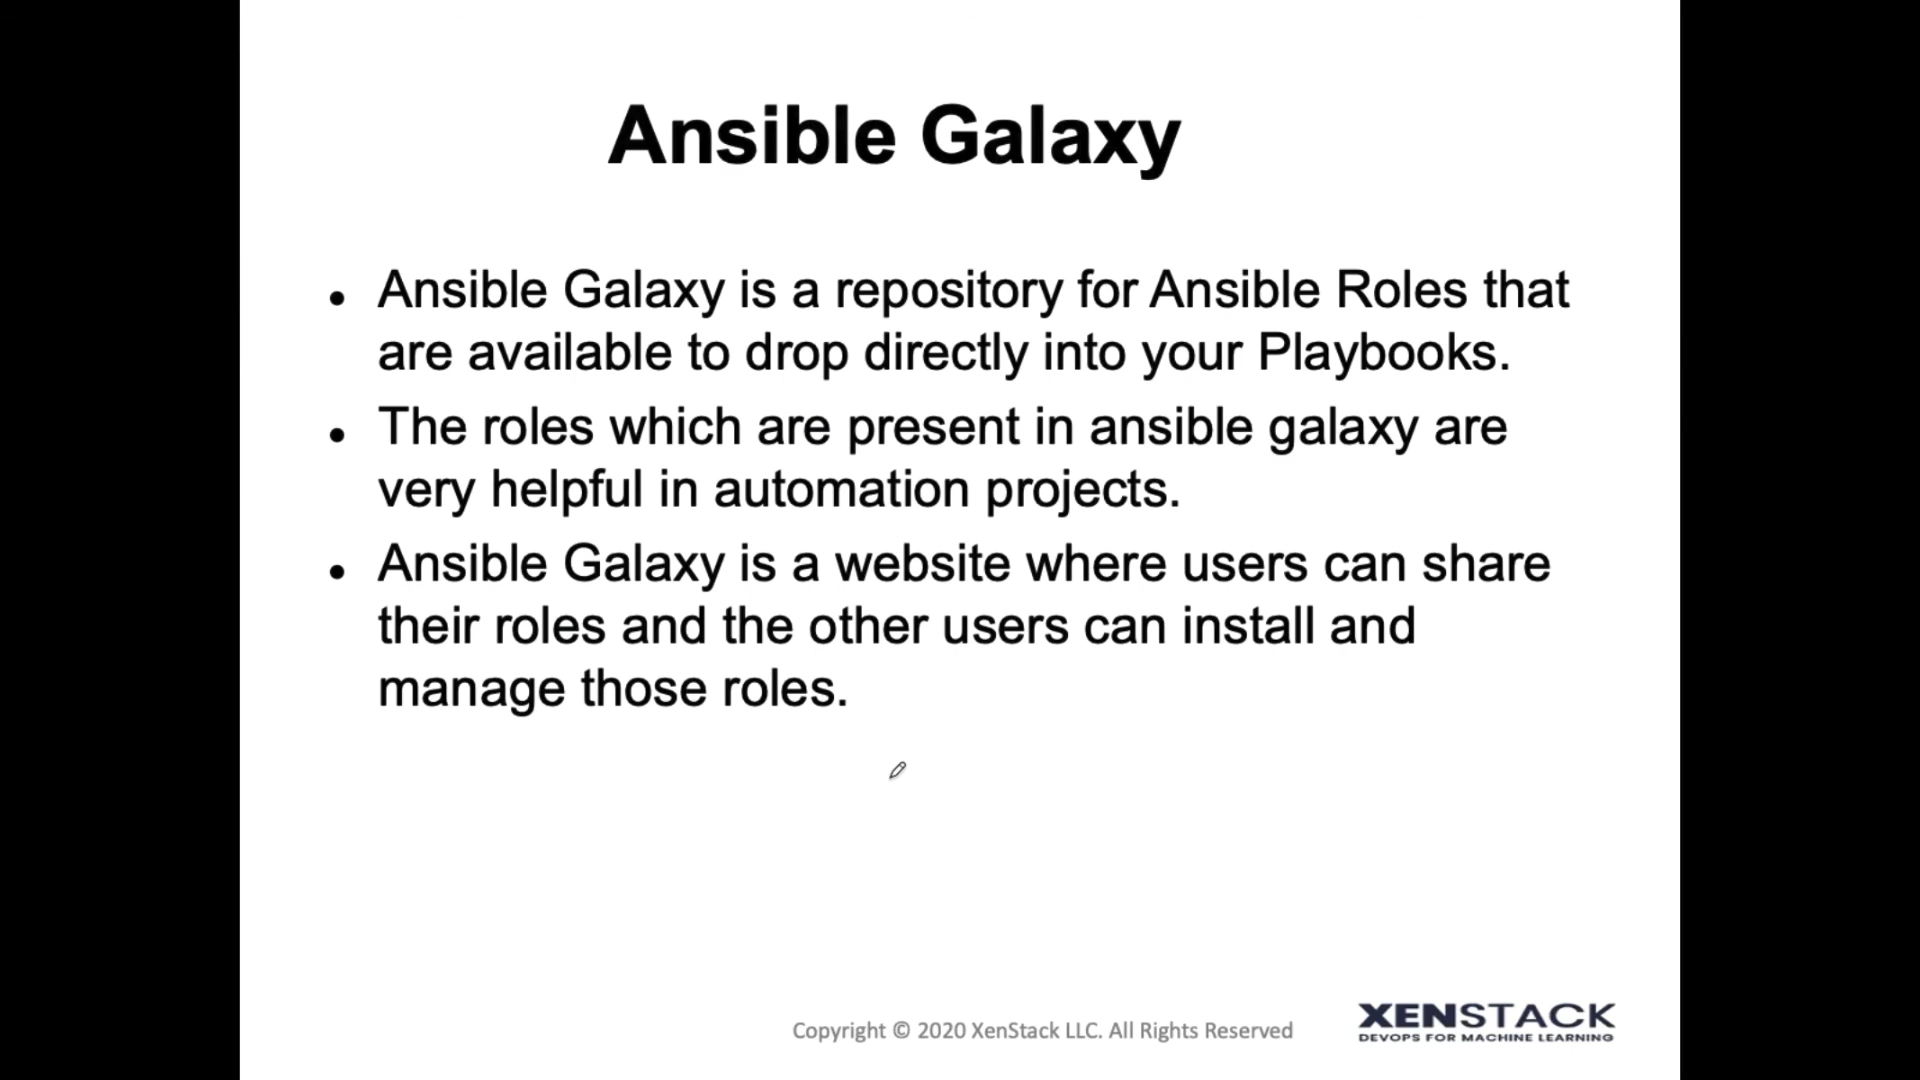 Ansible Galaxy
• Ansible Galaxy is a repository for Ansible Roles that
are available to drop directly into your Playbooks.
• The roles which are present in ansible galaxy are
very helpful in automation projects.
• Ansible Galaxy is a website where users can share
their roles and the other users can install and
manage those roles.
Copyright © 2020 XenStack LLC. All Rights Reserved
XENSTACK
DEVOPS FOR MACHINE LEARNING